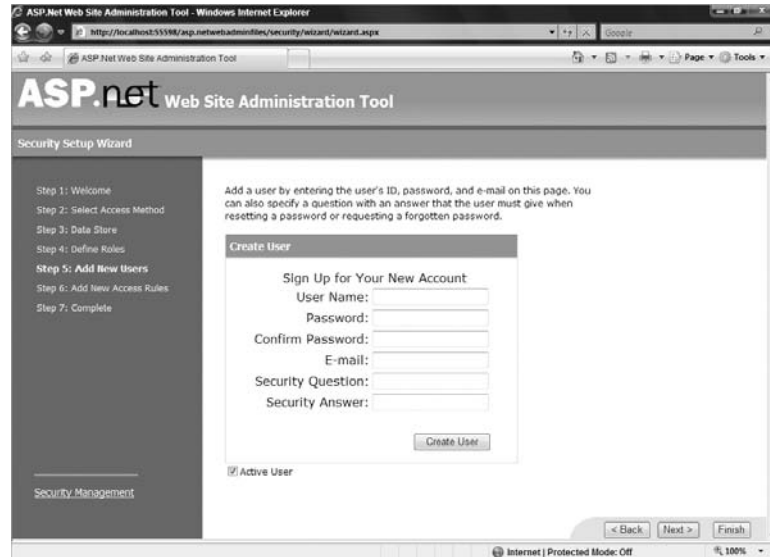 ASP.Net Web Site Administration Tool - Windows Internet Explorer
http://localhost:55598/asp.netwebadminfiles/security/wizard/wizard.aspx
Google
ASP.Net Web Site Administration Tool
Page
Tools
ASP.net Web Site Administration Tool
Security Setup Wizard
Step 1: Welcome
Step 2: Select Access Method
Step 3: Data Store
Step 4: Define Roles
Step 5: Add New Users
Step 6: Add New Access Rules
Step 7: Complete
Security Management
Add a user by entering the user's ID, password, and e-mail on this page. You
can also specify a question with an answer that the user must give when
resetting a password or requesting a forgotten password.
Create User
Sign Up for Your New Account
User Name:
Password:
Confirm Password:
E-mail:
Security Question:
Security Answer:
Create User
Active User
< Back
Next >
Finish
Internet | Protected Mode: Off
100%